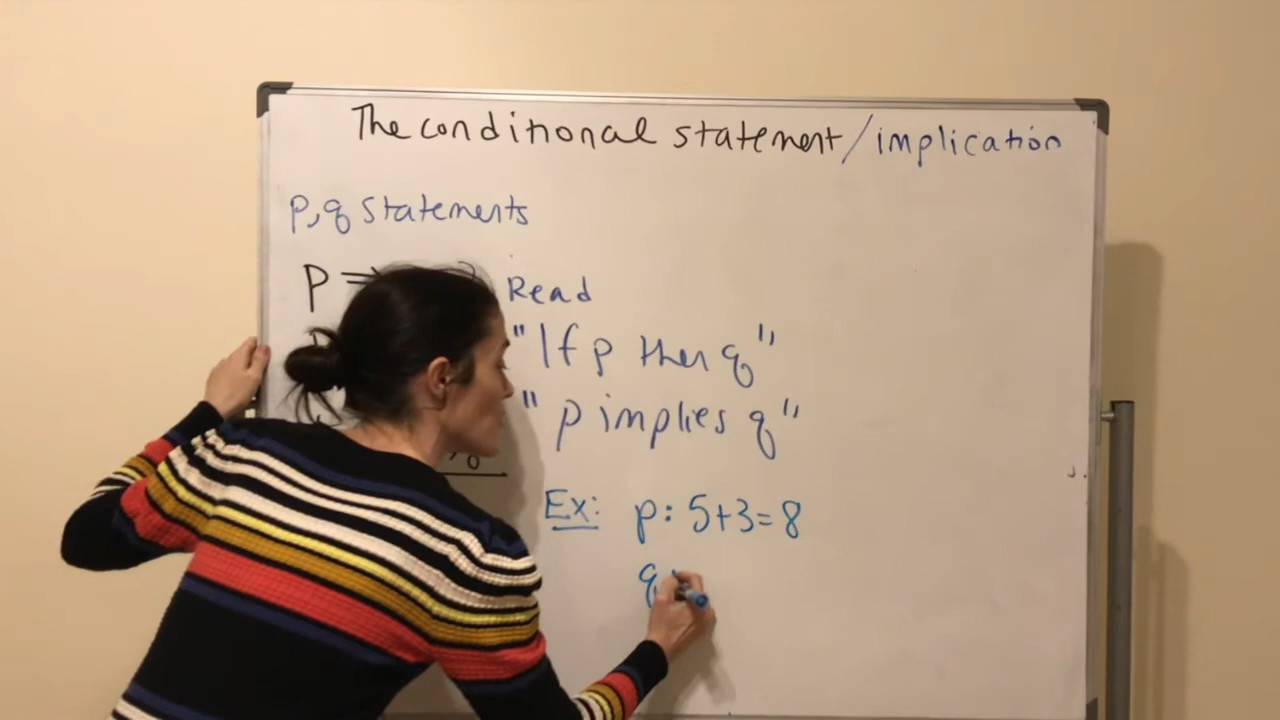 The conditional statement/implication
p, q statements
p ⇒
Read
"If p then q"
"p implies q"
Ex: p: 5+3=8
q